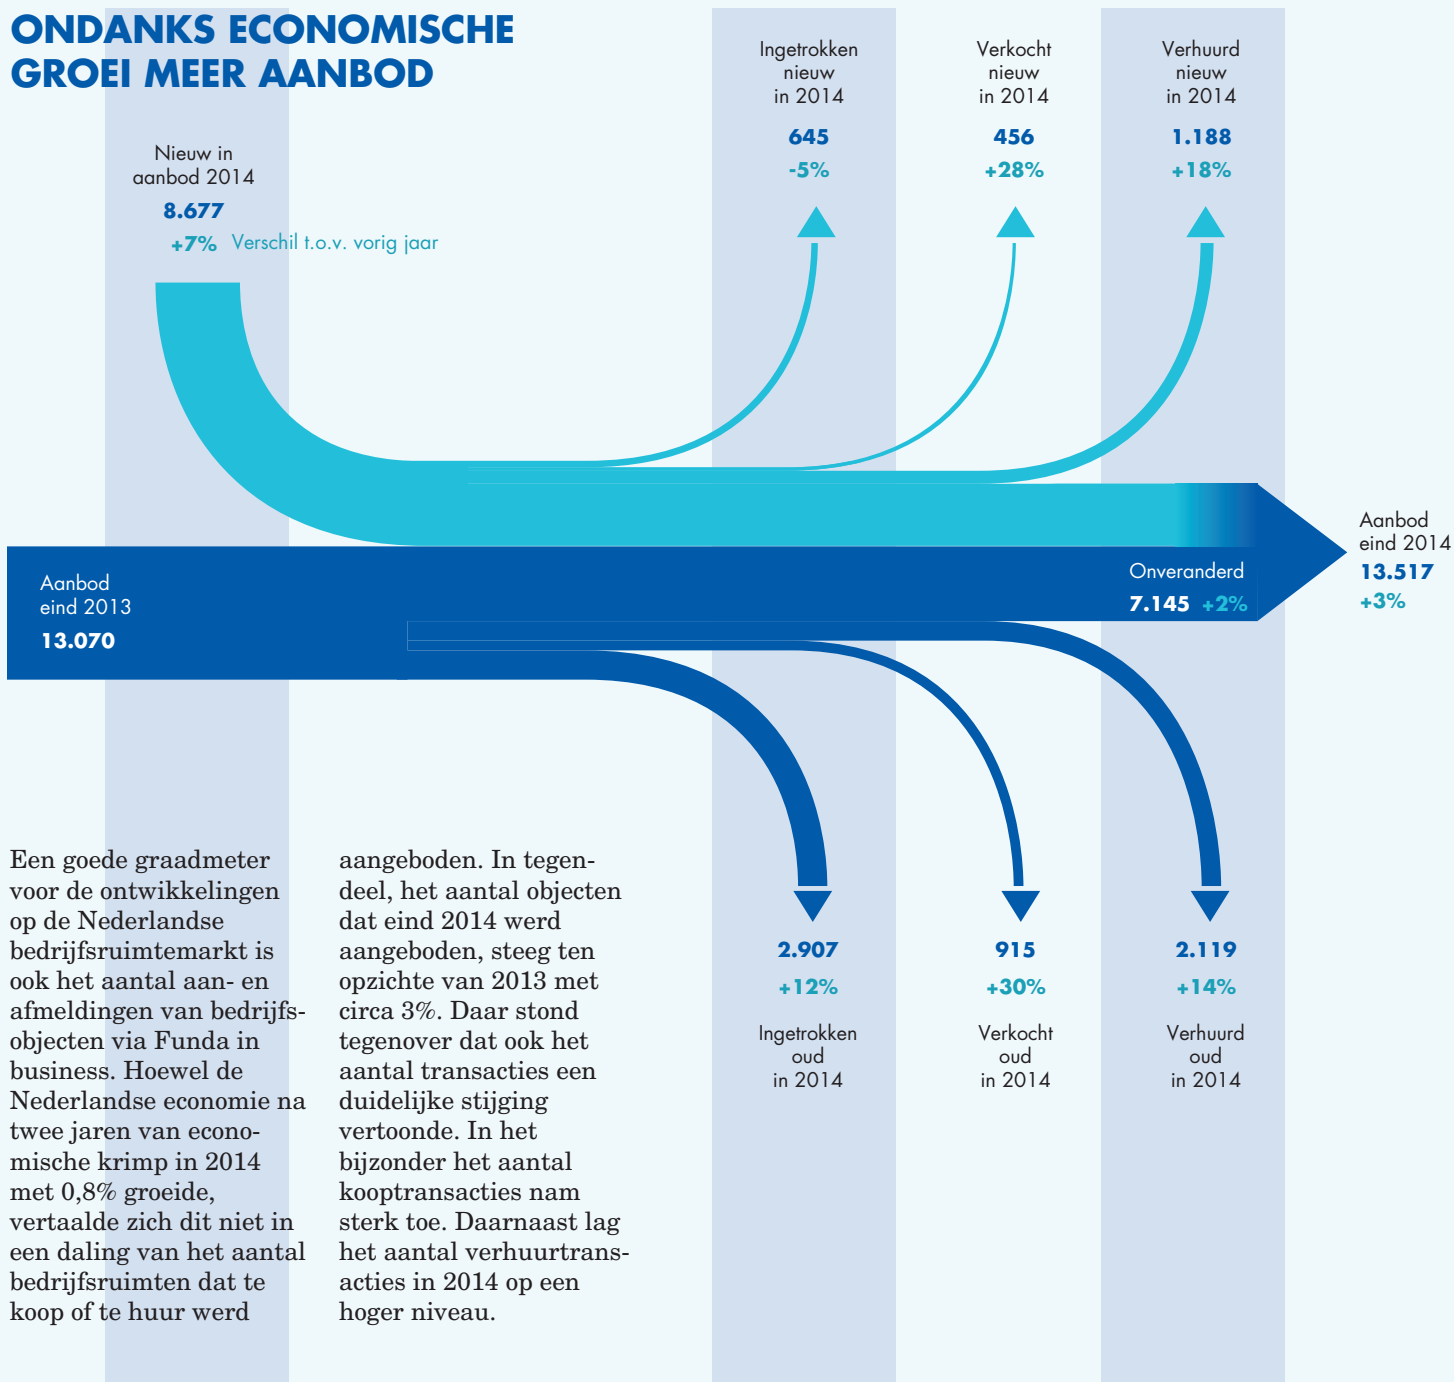 ONDANKS ECONOMISCHE
GROEI MEER AANBOD
Nieuw in
aanbod 2014
8.677
+7% Verschil t.o.v. vorig jaar
Ingetrokken
nieuw
in 2014
645
-5%
Verkocht
nieuw
in 2014
456
+28%
Verhuurd
nieuw
in 2014
1.188
+18%
Aanbod
eind 2013
13.070
Onveranderd
7.145 +2%
Aanbod
eind 2014
13.517
+3%
2.907
+12%
Ingetrokken
oud
in 2014
915
+30%
Verkocht
oud
in 2014
2.119
+14%
Verhuurd
oud
in 2014
Een goede graadmeter
voor de ontwikkelingen
op de Nederlandse
bedrijfsruimtemarkt is
ook het aantal aan- en
afmeldingen van bedrijfs-
objecten via Funda in
business. Hoewel de
Nederlandse economie na
twee jaren van econo-
mische krimp in 2014
met 0,8% groeide,
vertaalde zich dit niet in
een daling van het aantal
bedrijfsruimten dat te
koop of te huur werd
aangeboden. In tegen-
deel, het aantal objecten
dat eind 2014 werd
aangeboden, steeg ten
opzichte van 2013 met
circa 3%. Daar stond
tegenover dat ook het
aantal transacties een
duidelijke stijging
vertoonde. In het
bijzonder het aantal
kooptransacties nam
sterk toe. Daarnaast lag
het aantal verhuurtrans-
acties in 2014 op een
hoger niveau.